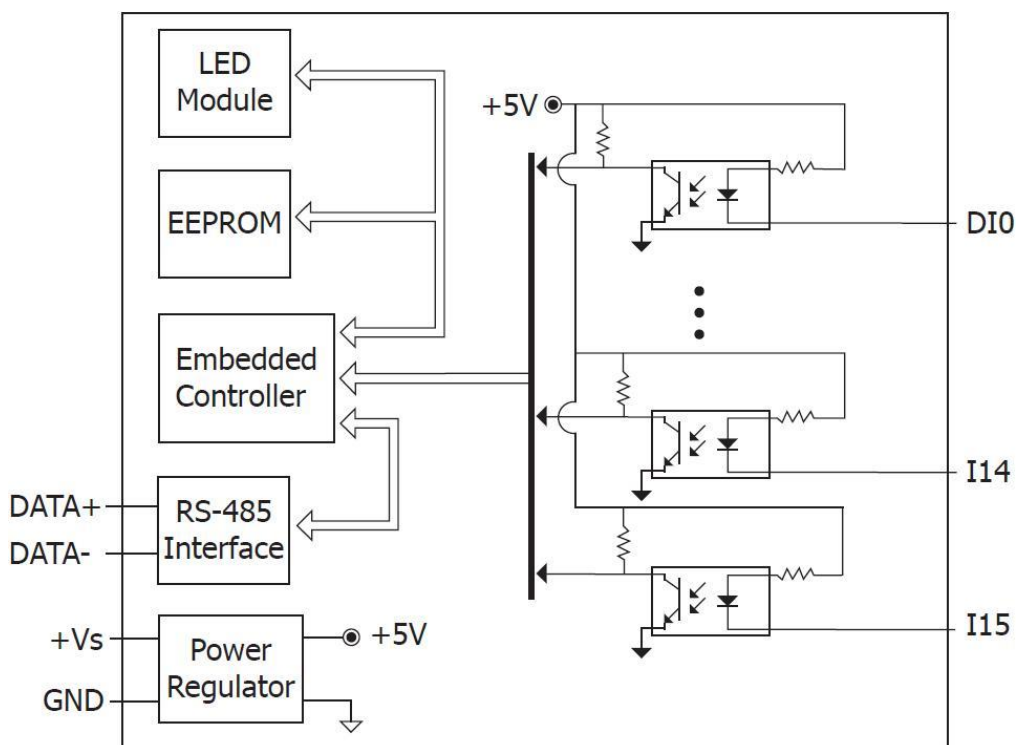 LED
Module
EEPROM
Embedded
Controller
RS-485
Interface
Power
Regulator
DATA+
DATA-
+Vs
GND
+5V
+5V
DI0
I14
I15